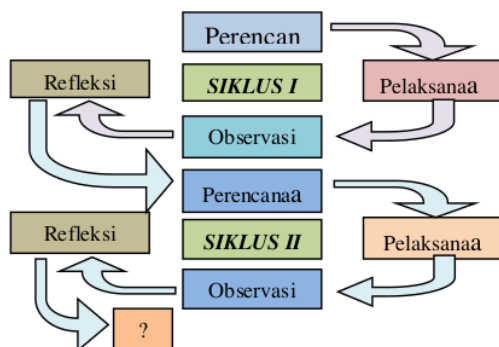 Perencan
Refleksi
SIKLUS I
Pelaksanaa
Observasi
Perencanaa
Refleksi
SIKLUS II
Pelaksanaa
Observasi
?